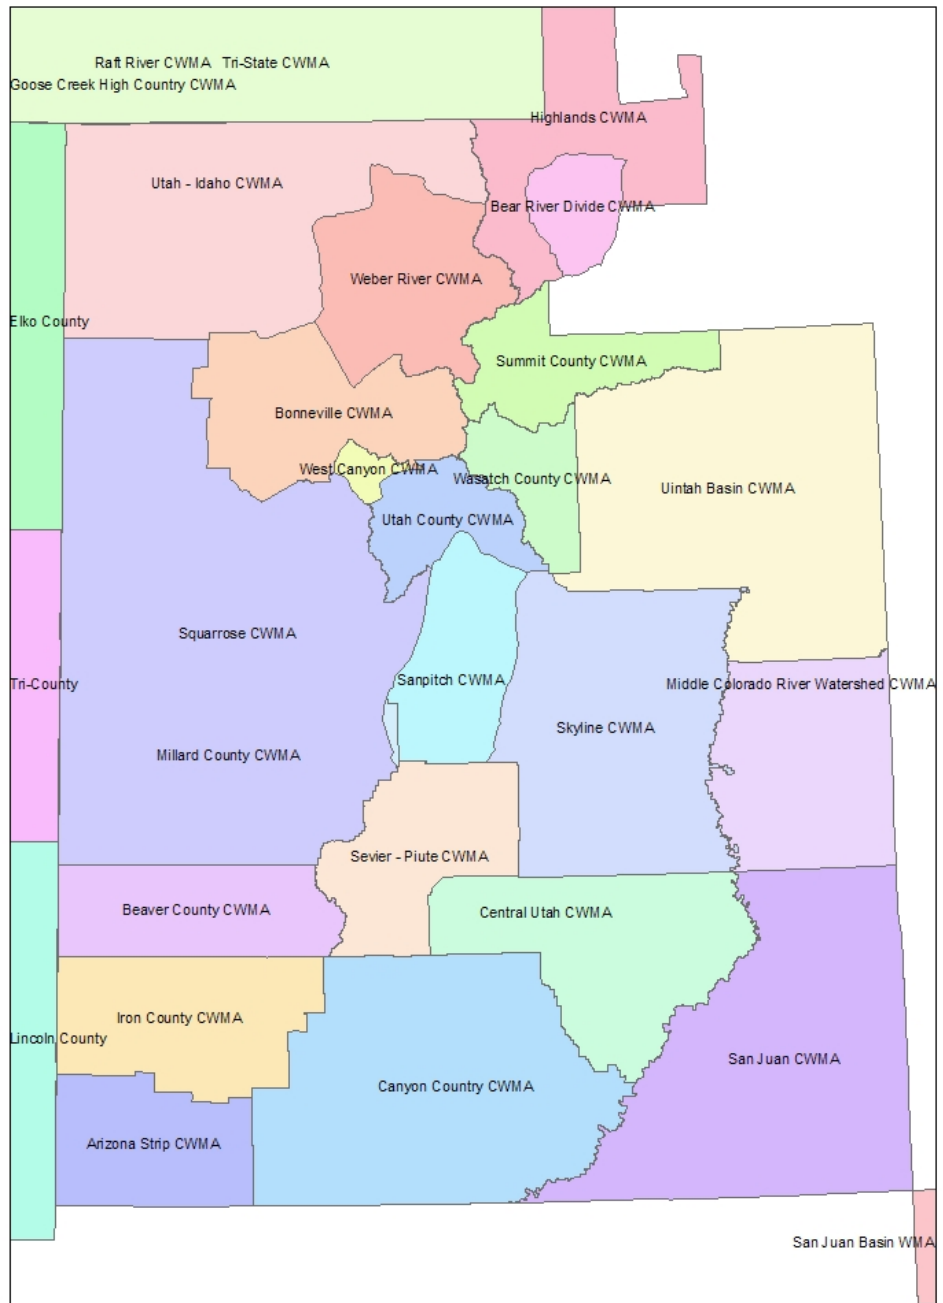 Raft River CWMA Tri-State CWMA
Goose Creek High Country CWMA
Highlands CWMA
Utah - Idaho CWMA
Bear River Divide CWMA
Weber River CWMA
Elko County
Summit County CWMA
Bonneville CWMA
West Canyon CWMA
Wasatch County CWMA
Uintah Basin CWMA
Utah County CWMA
Squarrose CWMA
Sanpitch CWMA
Tri-County
Middle Colorado River Watershed CWMA
Skyline CWMA
Millard County CWMA
Sevier - Piute CWMA
Beaver County CWMA
Central Utah CWMA
Iron County CWMA
Lincoln County
San Juan CWMA
Canyon Country CWMA
Arizona Strip CWMA
San Juan Basin WMA